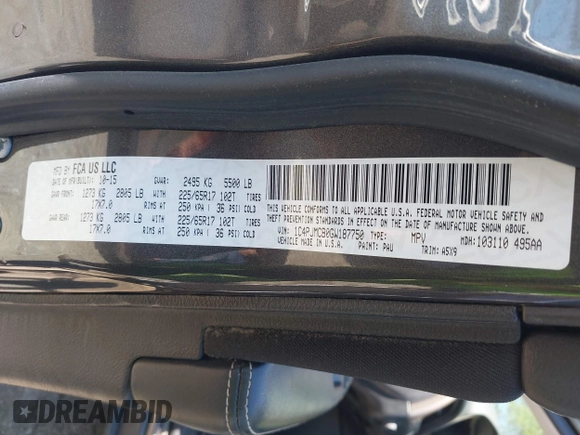 MFD BY FCA US LLC
DATE OF MFR/BUILT: 10-15 GVWR: 2495 KG 5500 LB
GAWR FRONT: 1273 KG 2805 LB WITH 225/65R17 102T TIRES
17X7.0 RIMS AT 250 KPA ( 36 PSI) COLD
GAWR REAR: 1273 KG 2805 LB WITH 225/65R17 102T TIRES
17X7.0 RIMS AT 250 KPA ( 36 PSI) COLD
THIS VEHICLE CONFORMS TO ALL APPLICABLE U.S.A. FEDERAL MOTOR VEHICLE SAFETY AND
THEFT PREVENTION STANDARDS IN EFFECT ON THE DATE OF MANUFACTURE SHOWN ABOVE.
VIN: 1C4PJMCB0GW187750 TYPE: MPV MDH: 103110 495AA
VEHICLE MADE IN U.S.A. PAINT: PAU TRIM: A5X9
DREAMBID